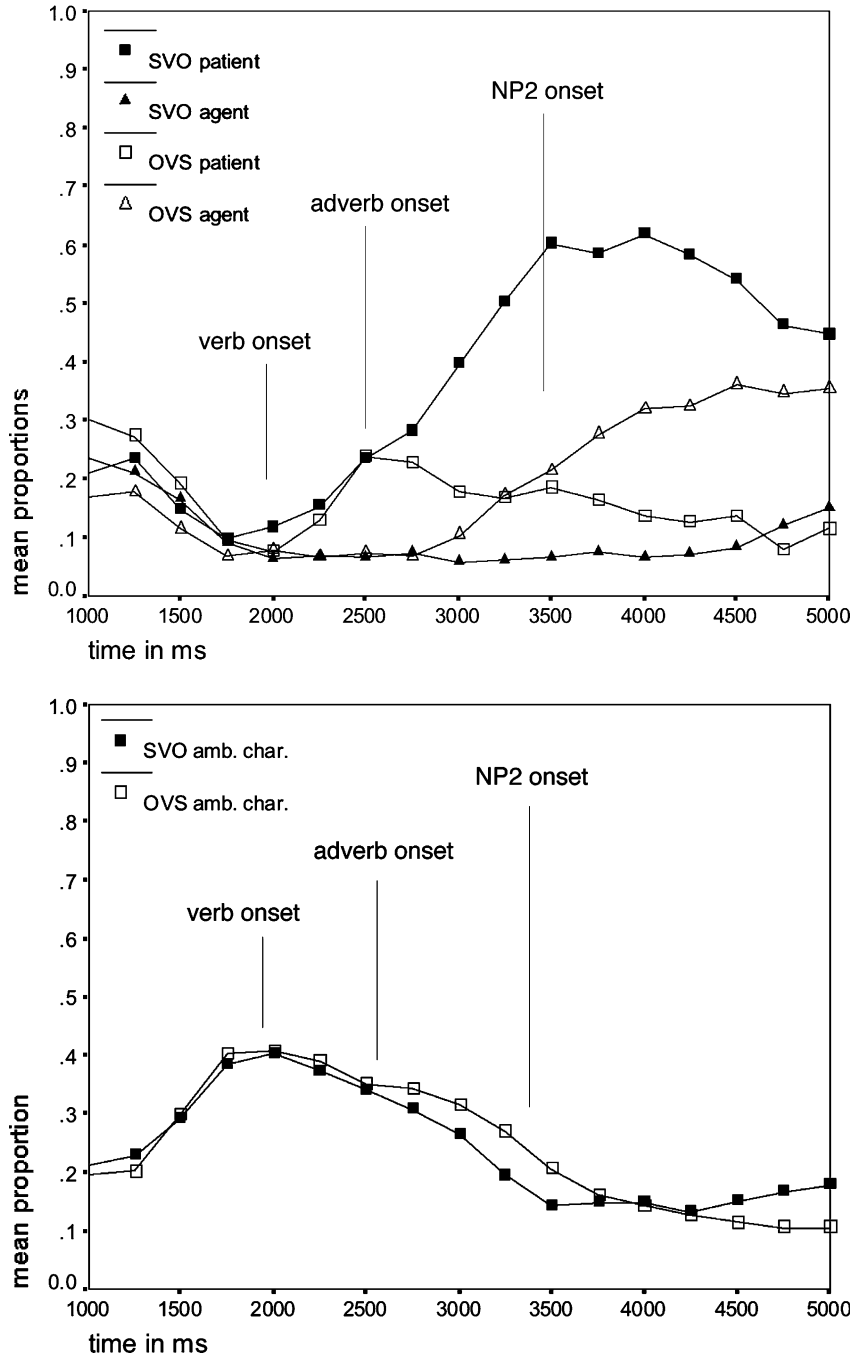 1.0
SVO patient
.9
NP2 onset
SVO agent
.8
OVS patient
.7
adverb onset
OVS agent
.6
.5
verb onset
.4
.3
.2
.1
0.0
mean proportions
1000 1500 2000 2500 3000 3500 4000 4500 5000
time in ms
1.0
SVO amb. char.
.9
NP2 onset
OVS amb. char.
.8
adverb onset
.7
verb onset
.6
.5
.4
.3
.2
.1
0.0
mean proportion
1000 1500 2000 2500 3000 3500 4000 4500 5000
time in ms